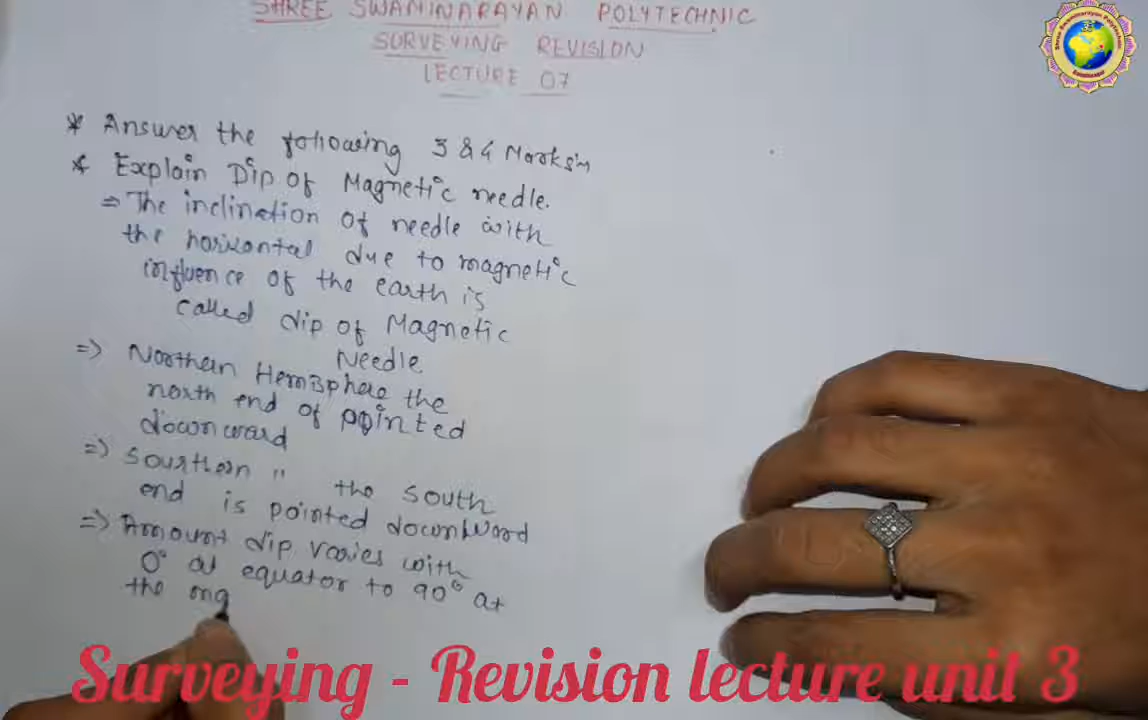 SHREE SWAMINARAYAN POLYTECHNIC
SURVEYING REVISION
LECTURE 07
* Answer the following 3 & 4 Marks'm
* Explain Dip of Magnetic needle.
⇒ The inclination of needle with
the horizontal due to magnetic
influence of the earth is
called dip of Magnetic
Needle
=> Noothern Hemisphere the
north end of pointed
downward
=> Sourthern " the south
end is pointed downward
=> Amount dip varies with
0° at equator to 90° at
the mg
Surveying - Revision lecture unit 3